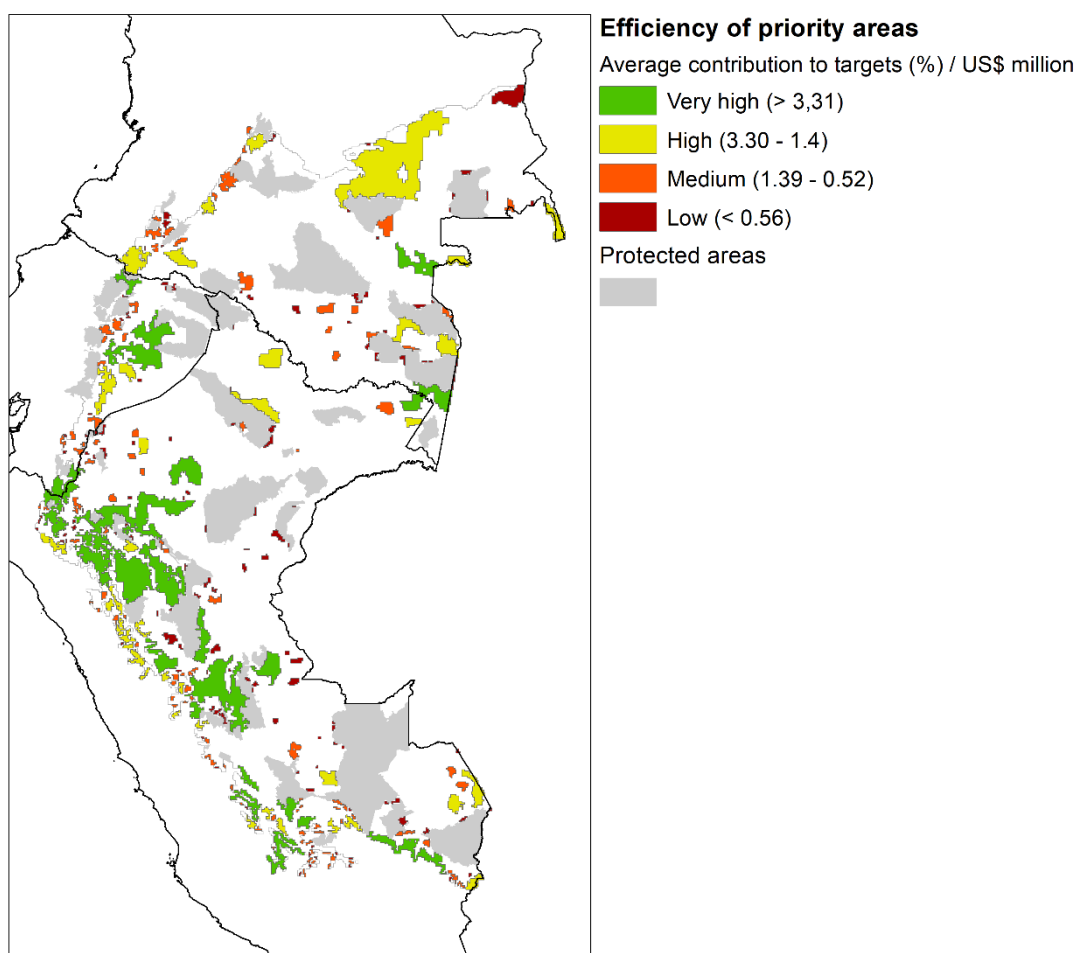 Efficiency of priority areas
Average contribution to targets (%) / US$ million
Very high (> 3,31)
High (3.30 - 1.4)
Medium (1.39 - 0.52)
Low (< 0.56)
Protected areas